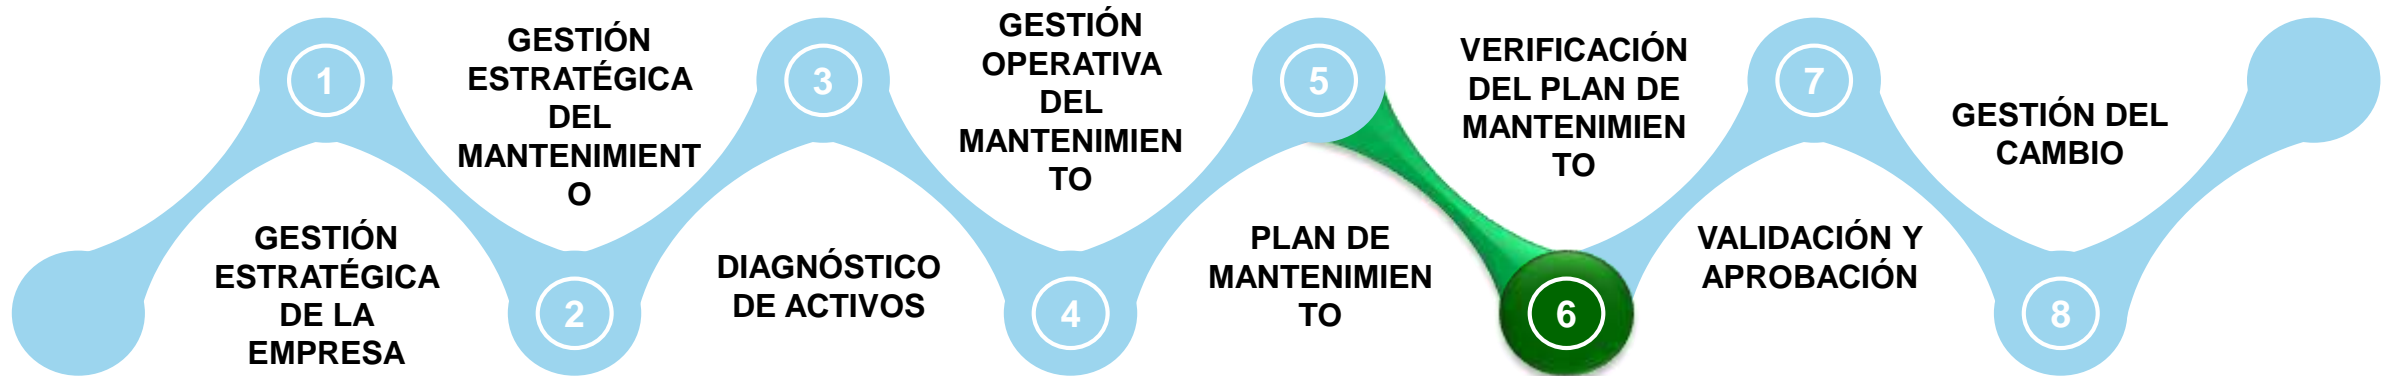 1
GESTIÓN
ESTRATÉGICA
DE LA
EMPRESA
GESTIÓN
ESTRATÉGICA
DEL
MANTENIMIENT
O
2
3
DIAGNÓSTICO
DE ACTIVOS
GESTIÓN
OPERATIVA
DEL
MANTENIMIEN
TO
4
5
PLAN DE
MANTENIMIEN
TO
VERIFICACIÓN
DEL PLAN DE
MANTENIMIEN
TO
6
7
VALIDACIÓN Y
APROBACIÓN
GESTIÓN DEL
CAMBIO
8